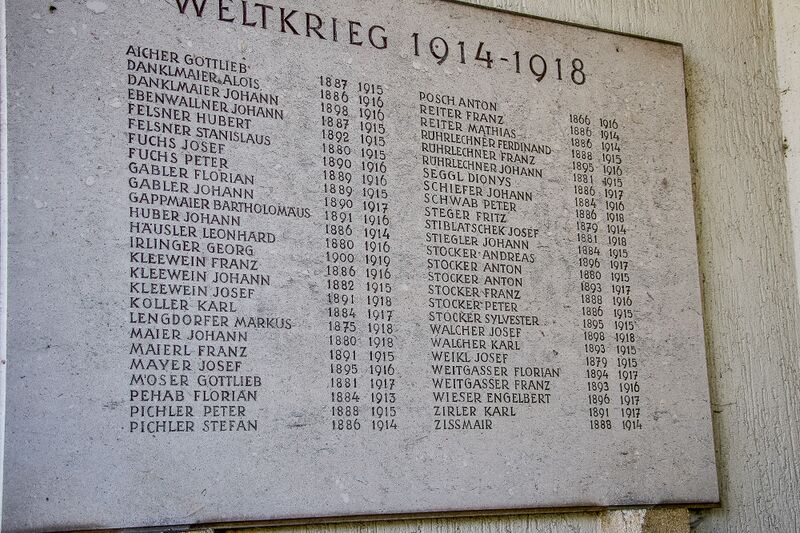 WELTKRIEG 1914-1918
AICHER GOTTLIEB 1887 1915
DANKLMAIER ALOIS 1886 1916
DANKLMAIER JOHANN 1898 1916
EBENWALLNER JOHANN 1887 1915
FELSNER HUBERT 1892 1915
FELSNER STANISLAUS 1880 1915
FUCHS JOSEF 1890 1916
FUCHS PETER 1889 1916
GABLER FLORIAN 1889 1915
GABLER JOHANN 1890 1917
GAPPMAIER BARTHOLOMÄUS 1891 1916
HUBER JOHANN 1886 1914
HÄUSLER LEONHARD 1880 1916
IRLINGER GEORG 1900 1919
KLEEWEIN FRANZ 1886 1916
KLEEWEIN JOHANN 1882 1915
KLEEWEIN JOSEF 1891 1918
KOLLER KARL 1884 1917
LENGDORFER MARKUS 1875 1918
MAIER JOHANN 1880 1918
MAIERL FRANZ 1891 1915
MAYER JOSEF 1895 1916
MOSER GOTTLIEB 1881 1917
PEHAB FLORIAN 1884 1913
PICHLER PETER 1888 1915
PICHLER STEFAN 1886 1914
POSCH ANTON 1866 1916
REITER FRANZ 1886 1914
REITER MATHIAS 1886 1914
RÜHRLECHNER FERDINAND 1888 1915
RÜHRLECHNER FRANZ 1895 1916
RÜHRLECHNER JOHANN 1881 1915
SEGGL DIONYS 1886 1917
SCHIEFER JOHANN 1884 1916
SCHWAB PETER 1886 1918
STEGER FRITZ 1879 1914
STIBLATSCHEK JOSEF 1881 1918
STIEGLER JOHANN 1884 1915
STOCKER ANDREAS 1896 1917
STOCKER ANTON 1880 1915
STOCKER ANTON 1893 1917
STOCKER FRANZ 1888 1916
STOCKER PETER 1886 1915
STOCKER SYLVESTER 1895 1915
WALCHER JOSEF 1898 1918
WALCHER KARL 1893 1915
WEIKL JOSEF 1879 1915
WEITGASSER FLORIAN 1894 1917
WEITGASSER FRANZ 1893 1916
WIESER ENGELBERT 1896 1917
ZIRLER KARL 1891 1917
ZISSMAIR 1888 1914